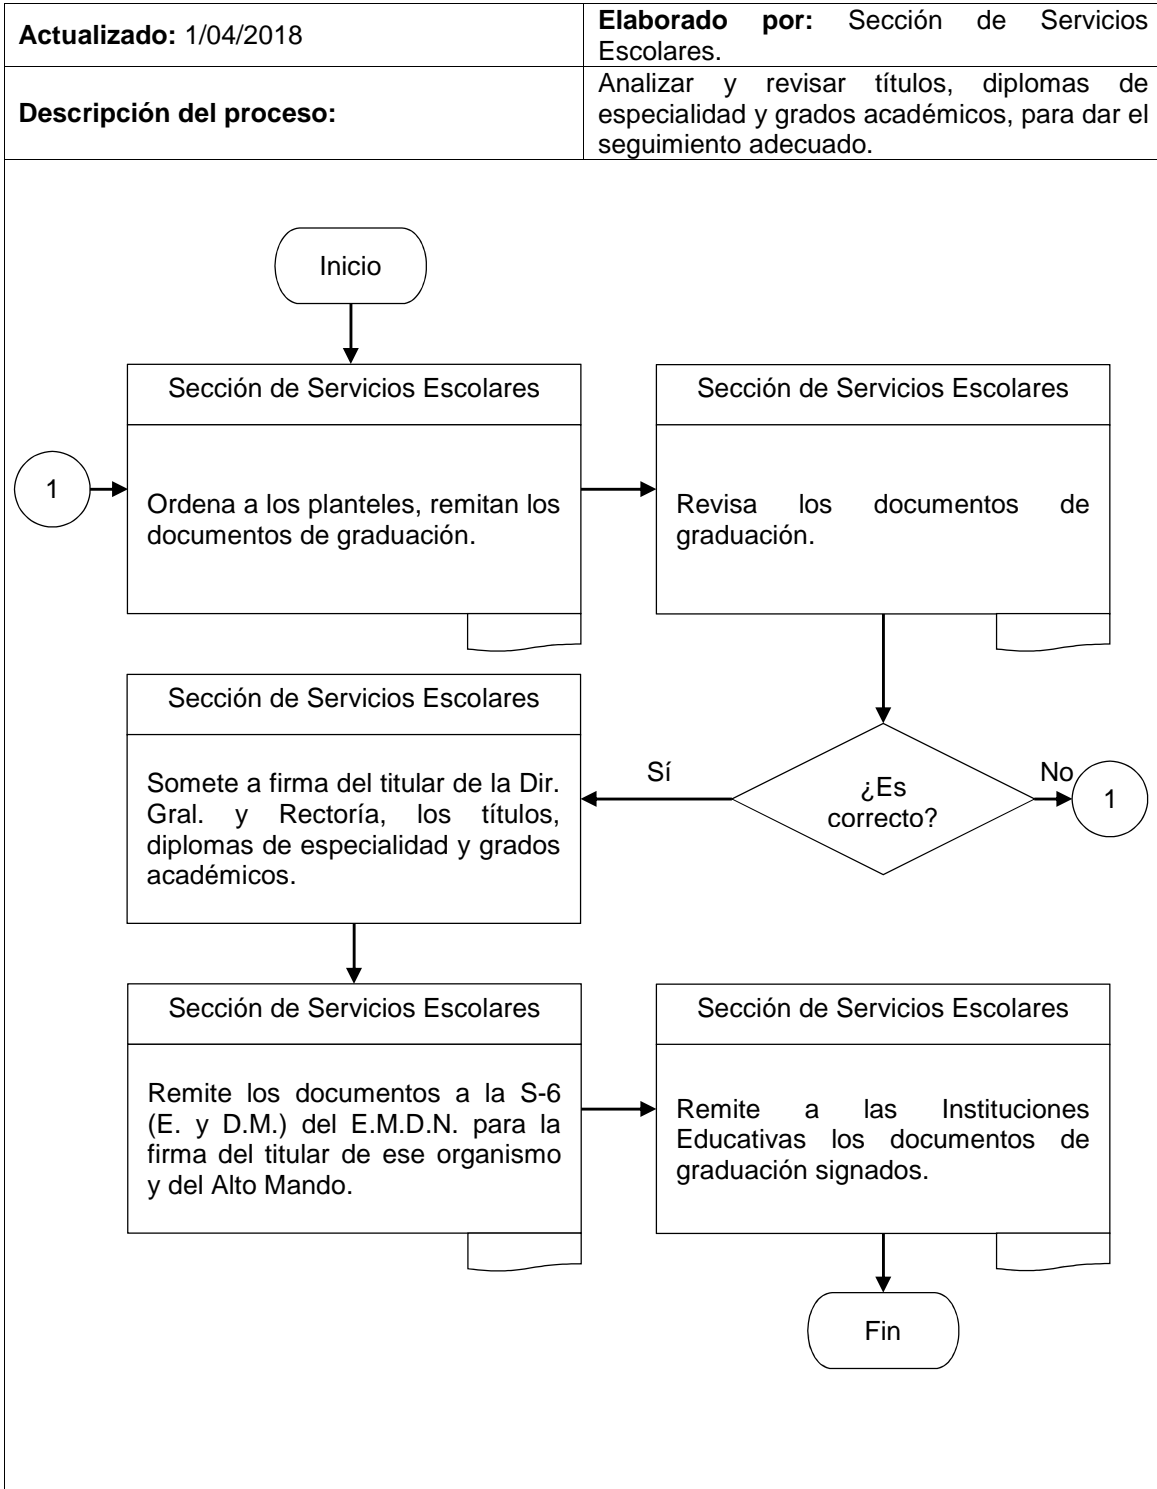 Actualizado: 1/04/2018
Elaborado por: Sección de Servicios
Escolares.
Descripción del proceso:
Analizar y revisar títulos, diplomas de
especialidad y grados académicos, para dar el
seguimiento adecuado.
Inicio
Sección de Servicios Escolares
1
Ordena a los planteles, remitan los
documentos de graduación.
Sección de Servicios Escolares
Revisa los documentos de
graduación.
¿Es
correcto?
No
1
Sí
Sección de Servicios Escolares
Somete a firma del titular de la Dir.
Gral. y Rectoría, los títulos,
diplomas de especialidad y grados
académicos.
Sección de Servicios Escolares
Remite los documentos a la S-6
(E. y D.M.) del E.M.D.N. para la
firma del titular de ese organismo
y del Alto Mando.
Sección de Servicios Escolares
Remite a las Instituciones
Educativas los documentos de
graduación signados.
Fin